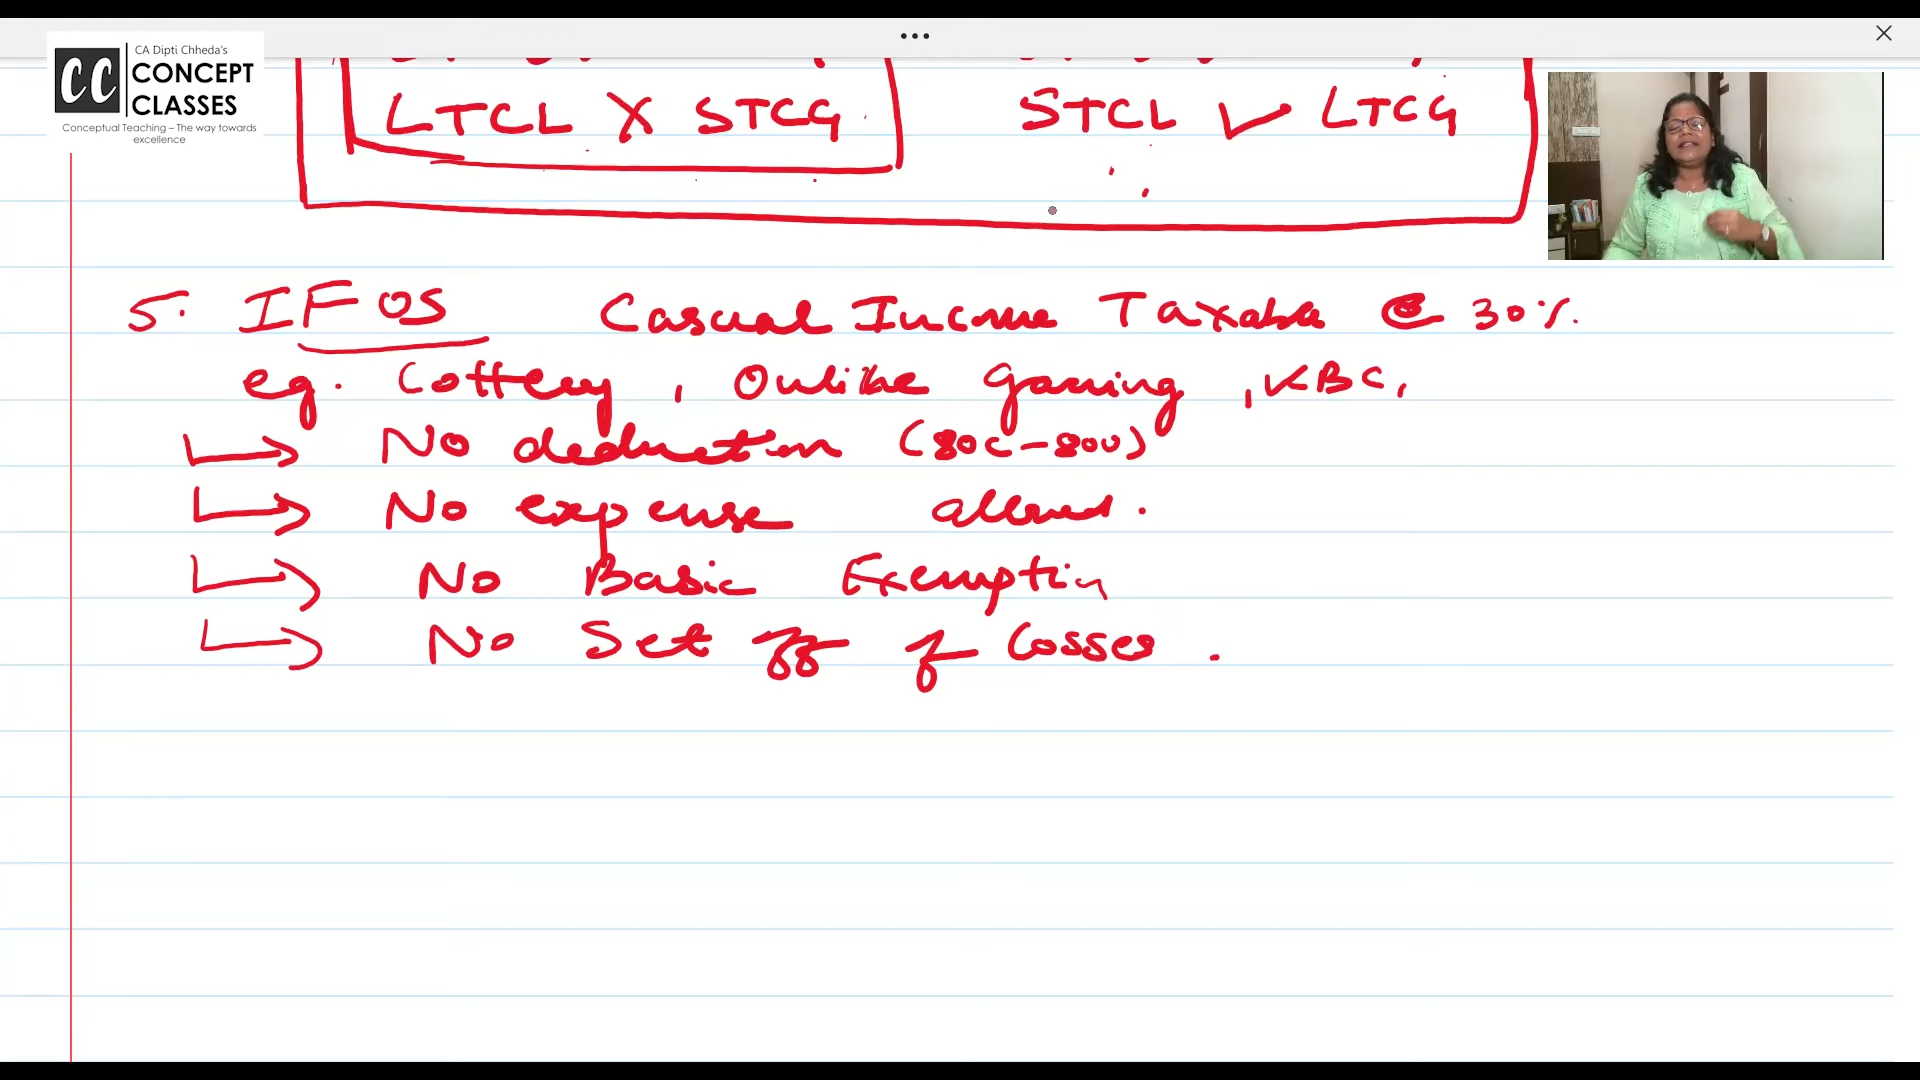 CA Dipti Chheda's
CC CONCEPT
CLASSES
Conceptual Teaching – The way towards
excellence
LTCL X STCG STCL ✓ LTCG
5. IFOS Casual Income Taxable @ 30%.
eg. Lottery, Online gaming, KBC,
No deduction (80C-80U)
No expense allowed.
No Basic Exemption
No Set off of Losses.